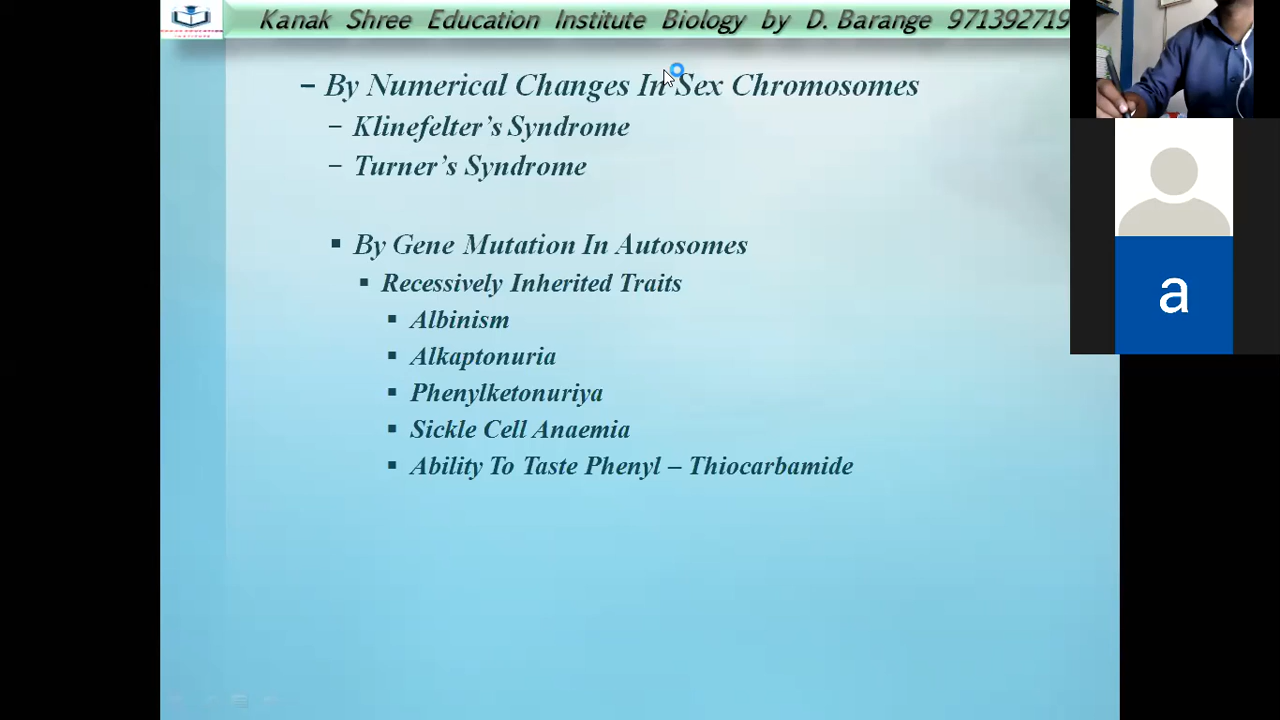 Kanak Shree Education Institute Biology by D. Barange 971392719
– By Numerical Changes In Sex Chromosomes
– Klinefelter's Syndrome
– Turner's Syndrome
▪ By Gene Mutation In Autosomes
▪ Recessively Inherited Traits
▪ Albinism
▪ Alkaptonuria
▪ Phenylketonuriya
▪ Sickle Cell Anaemia
▪ Ability To Taste Phenyl – Thiocarbamide
a